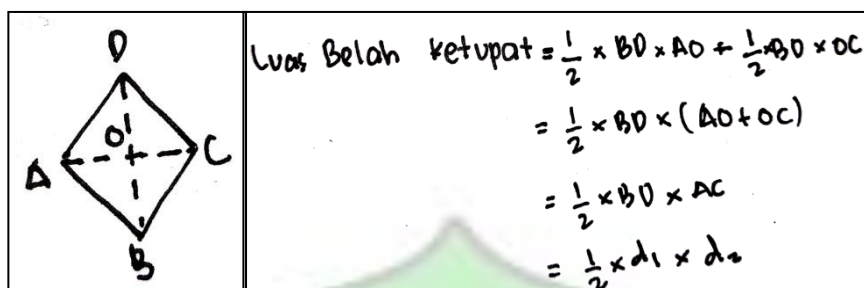 D
O
A
C
B
Luas Belah Ketupat = 1/2 × BD × AO + 1/2 × BD × OC
= 1/2 × BD × (AO + OC)
= 1/2 × BD × AC
= 1/2 × d₁ × d₂